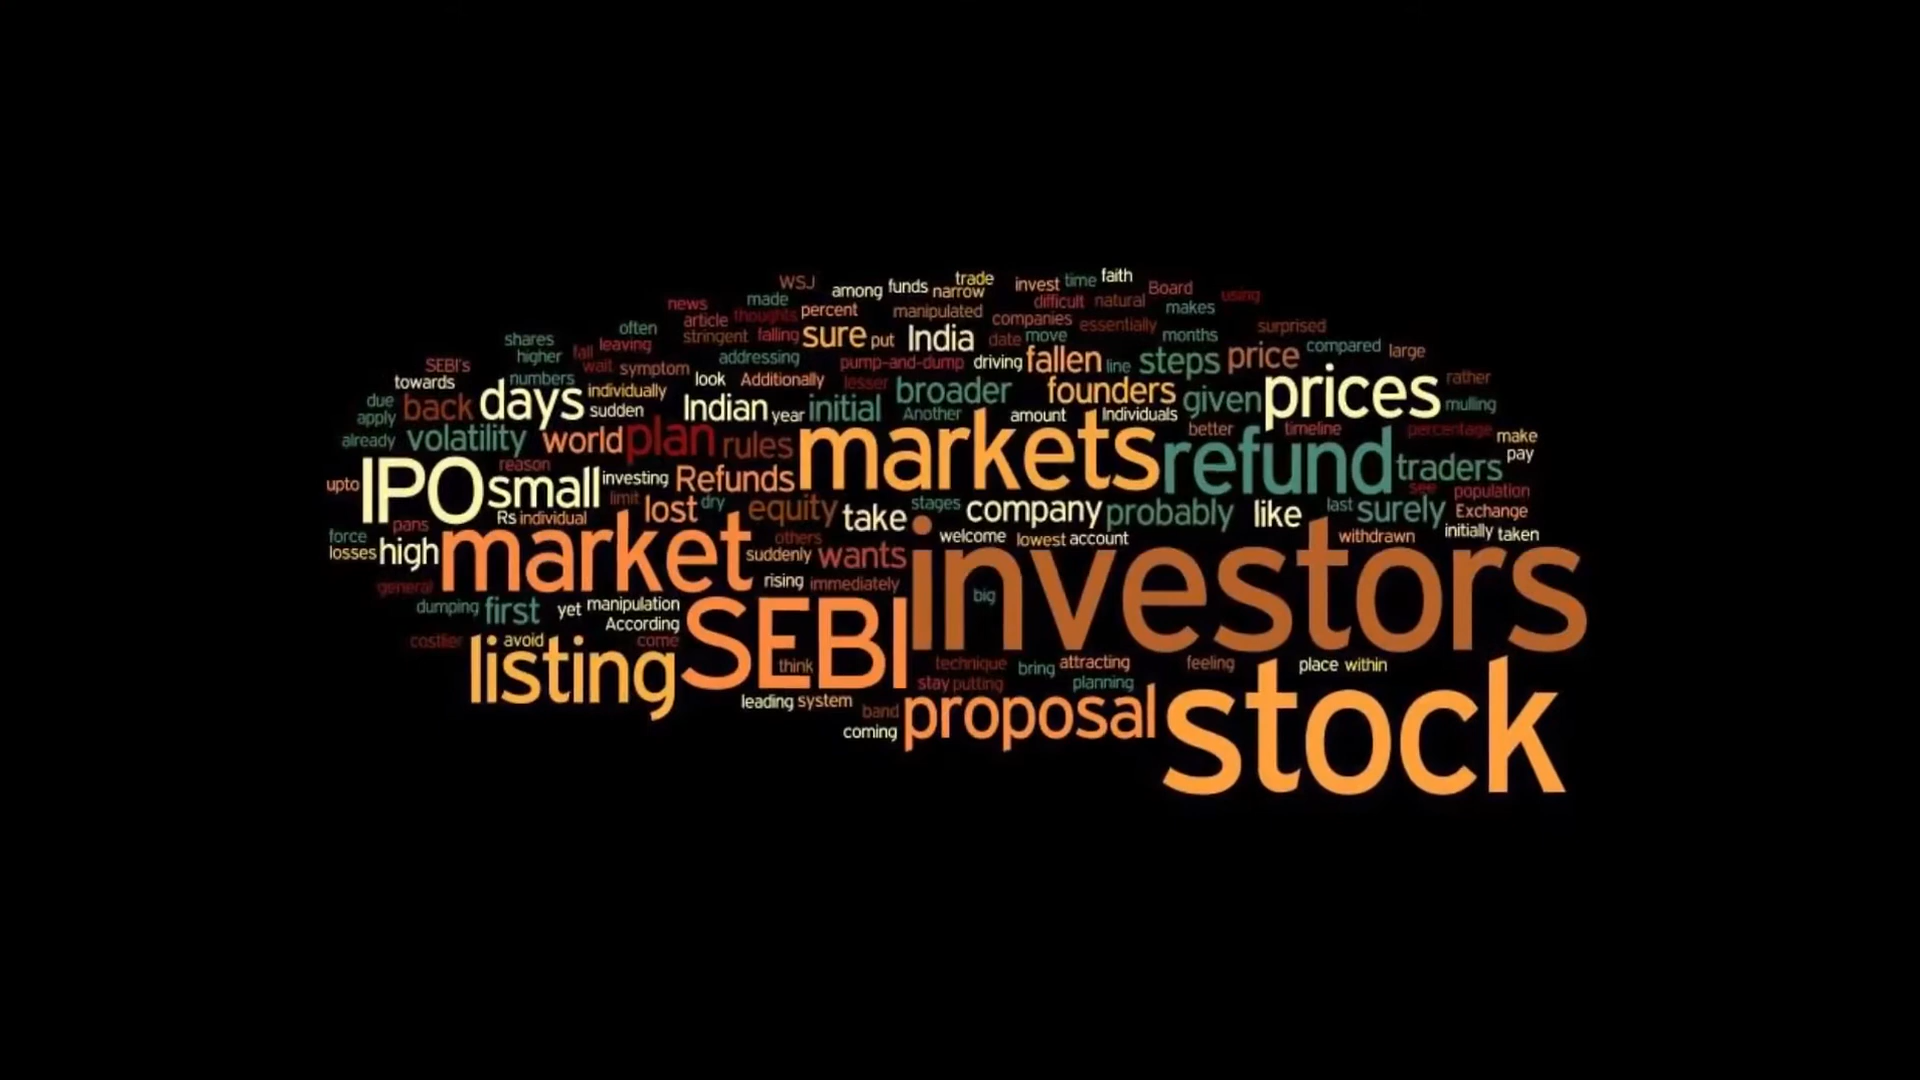 WSJ among funds trade narrow invest time faith Board using
news made percent manipulated difficult natural makes
article thoughts companies essentially surprised
often stringent falling sure put India date move months
shares leaving compared large
higher fall addressing pump-and-dump driving fallen line steps price
SEBI's wait symptom
towards numbers individually look Additionally lesser broader founders given prices rather
due back days sudden Indian year initial Another amount Individuals mulling
apply better timeline percentage
already volatility world plan rules markets refund traders make
reason pay
upto IPO small investing Refunds see population
limit lost dry equity take stages company probably like last surely Exchange
pans Rs individual
force others welcome lowest account withdrawn initially taken
losses high market suddenly wants investors
general rising immediately big
dumping first yet manipulation SEBI
According
costlier avoid come
listing think technique bring attracting feeling place within
stay putting planning
leading system band proposal stock
coming